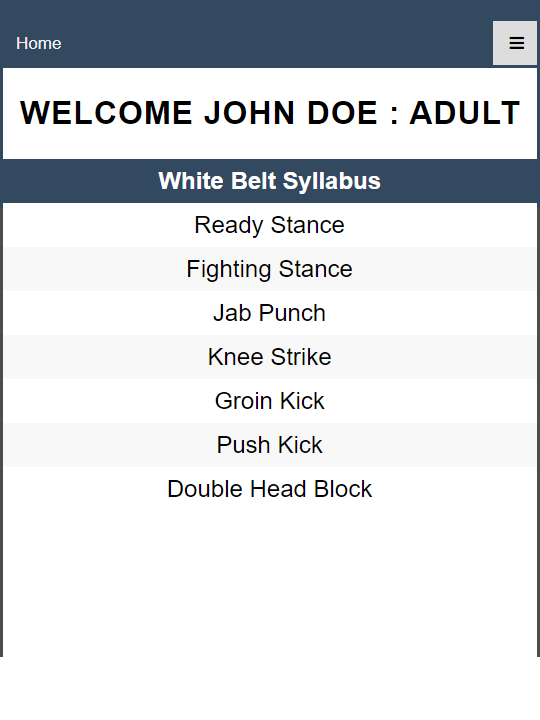 Home
WELCOME JOHN DOE : ADULT
White Belt Syllabus
Ready Stance
Fighting Stance
Jab Punch
Knee Strike
Groin Kick
Push Kick
Double Head Block